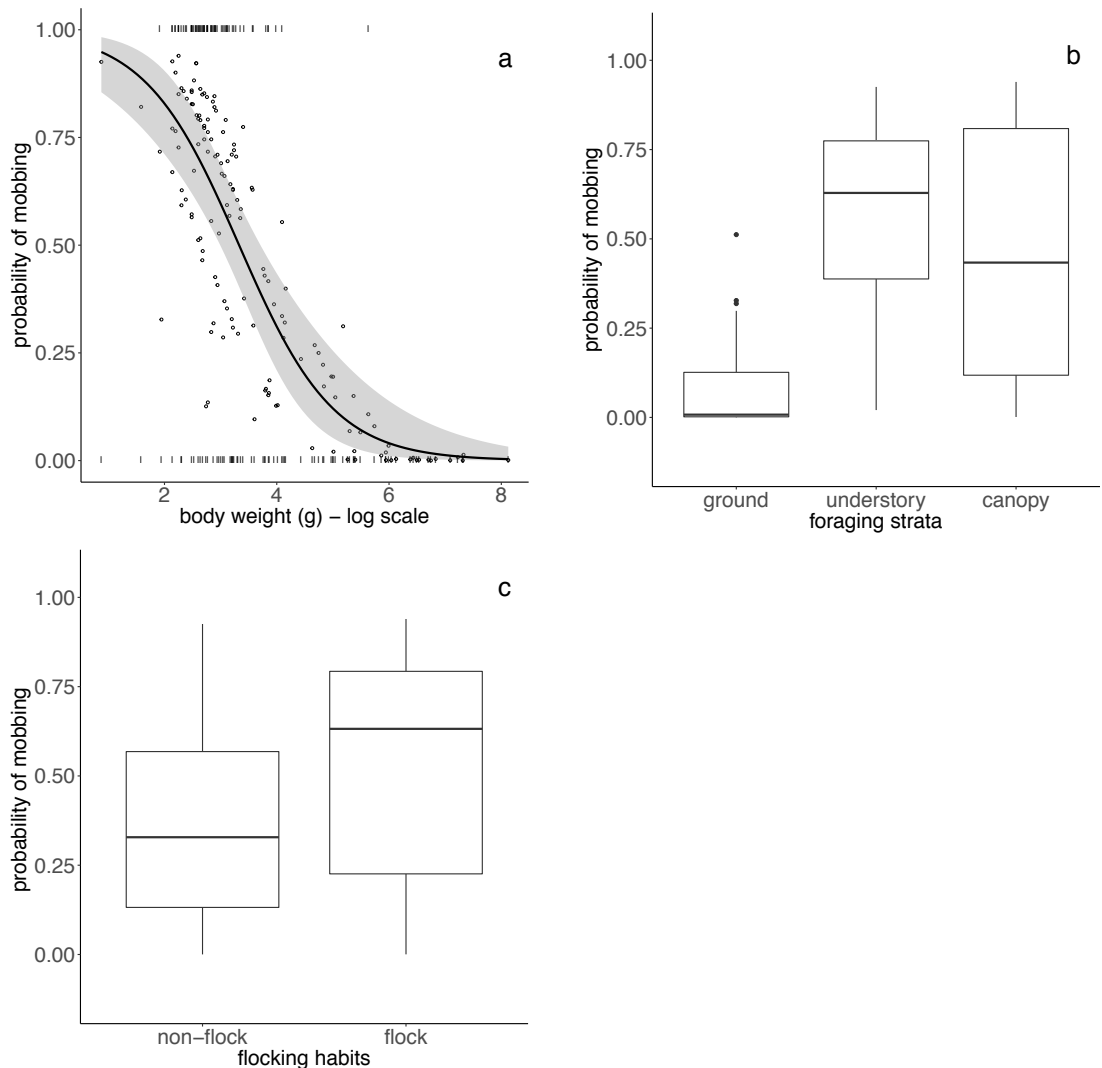 a
probability of mobbing
1.00
0.75
0.50
0.25
0.00
2
4
6
8
body weight (g) – log scale
b
probability of mobbing
1.00
0.75
0.50
0.25
0.00
ground
understory
canopy
foraging strata
c
probability of mobbing
1.00
0.75
0.50
0.25
0.00
non–flock
flock
flocking habits